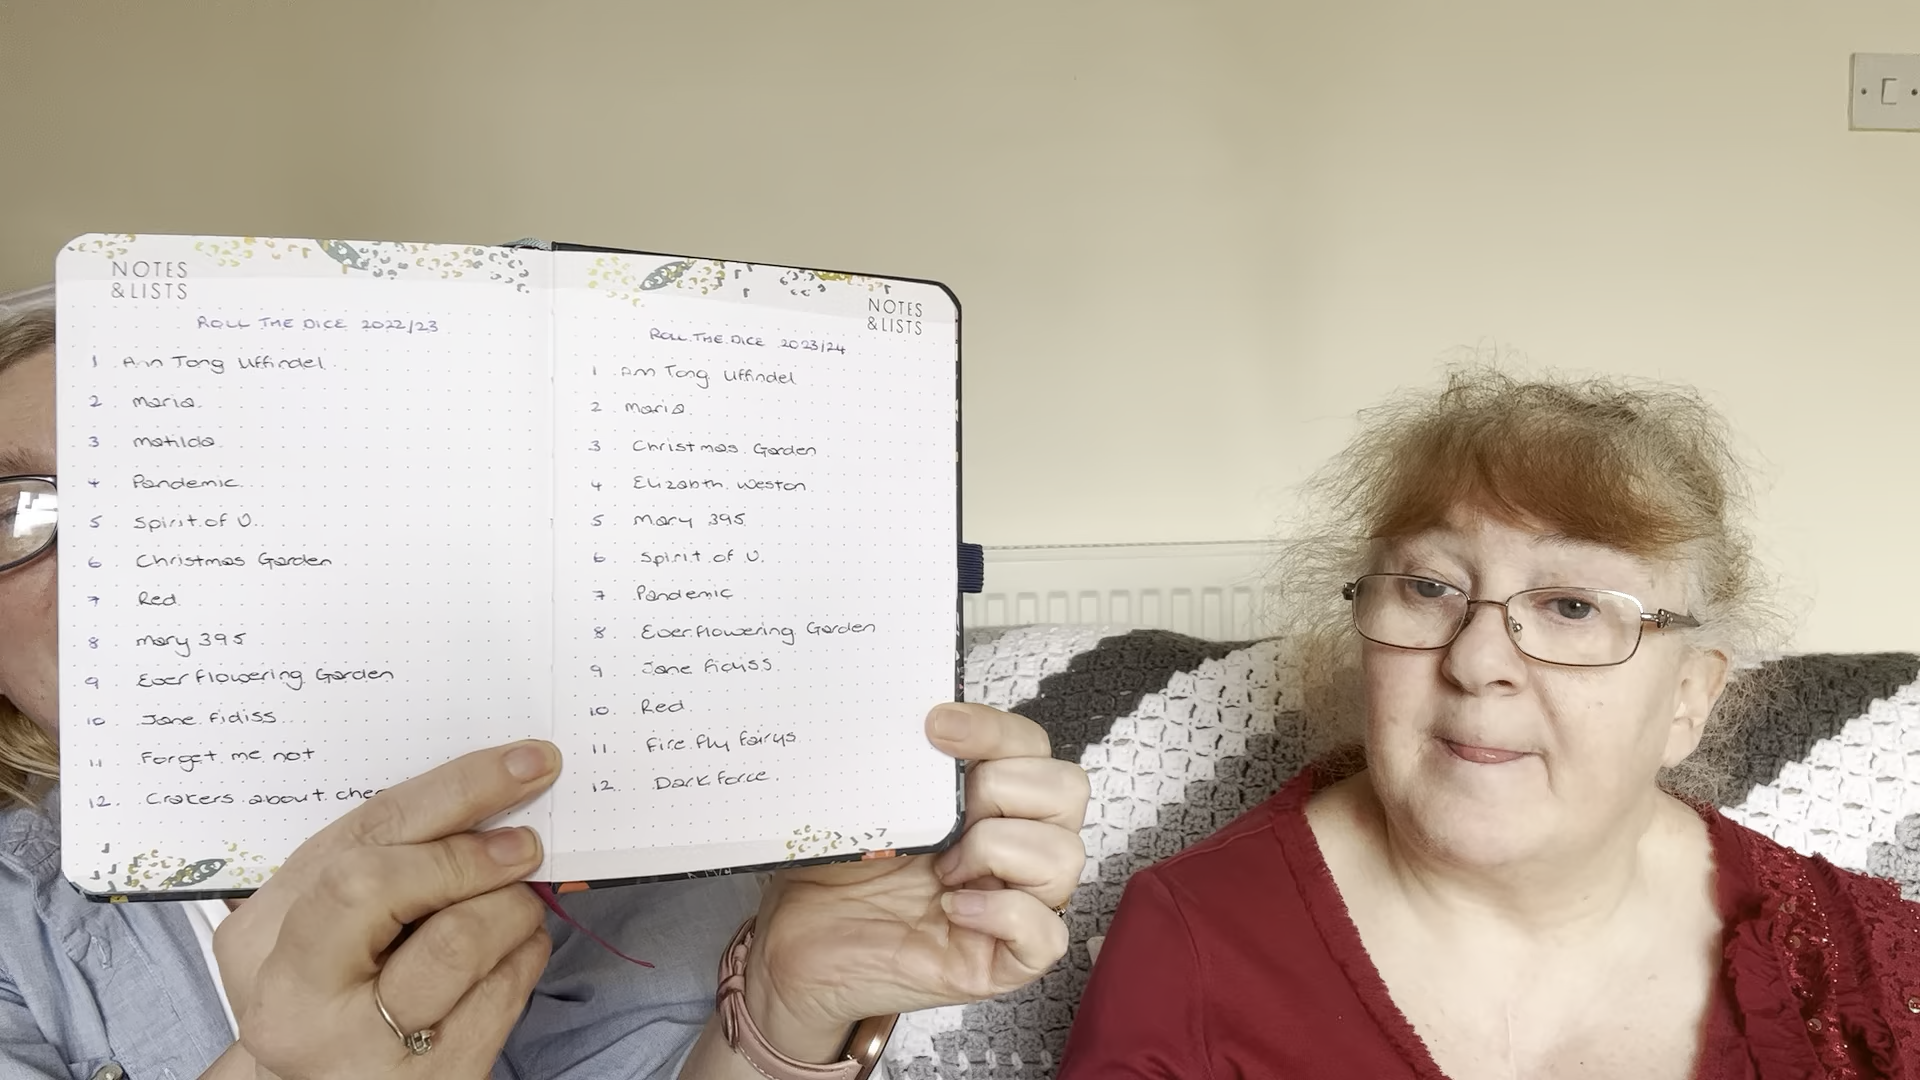 NOTES
& LISTS
ROLL THE DICE 2022/23
1 Ann Tong Uffindel
2 maria
3 matilda
4 Pandemic
5 Spirit of U.
6 Christmas Garden
7 Red
8 mary 395
9 Ever flowering Garden
10 Jane fidiss
11 Forget me not
12. Crakers about
NOTES
& LISTS
ROLL THE DICE 2023/24
1 Ann Tong Uffindel
2 maria
3 Christmas Garden
4 Elizabth Weston
5 mary 395
6 Spirit of U.
7 Pandemic
8 Ever flowering Garden
9 Jane fidiss
10 Red
11. Fire fly fairys
12. Dark force.